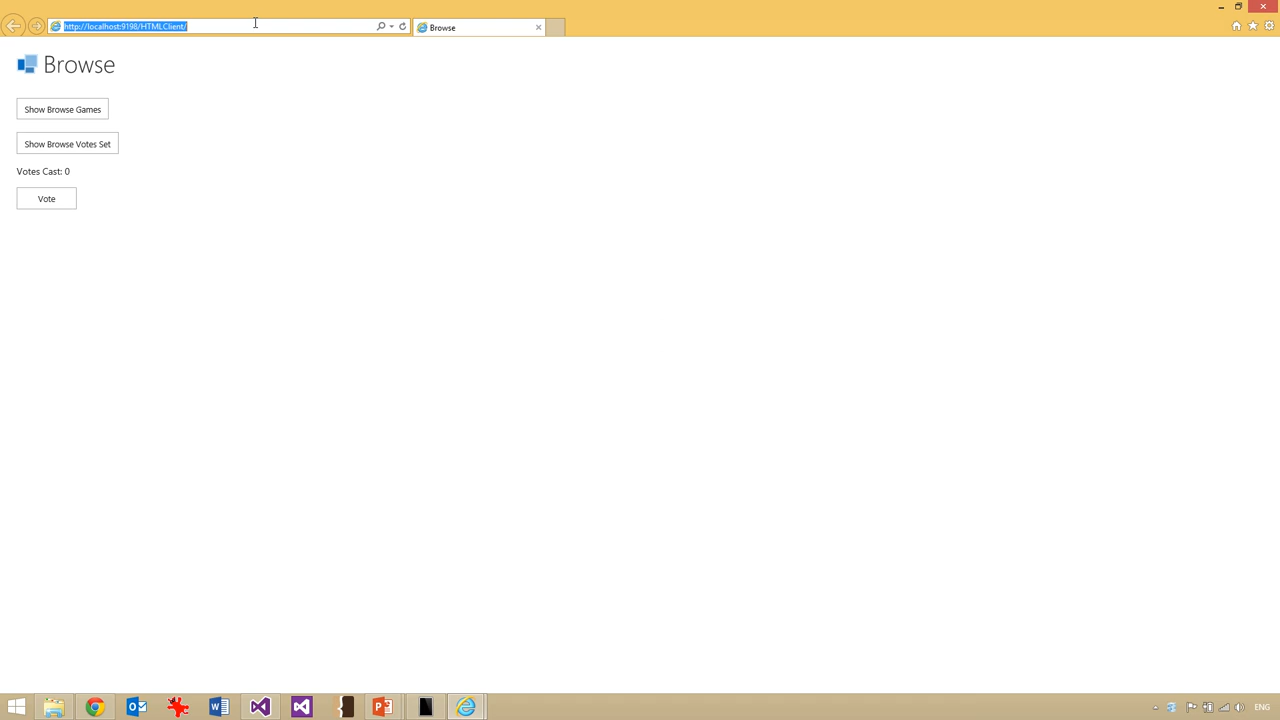 http://localhost:9198/HTMLClient/
Browse
Browse
Show Browse Games
Show Browse Votes Set
Votes Cast: 0
Vote
ENG